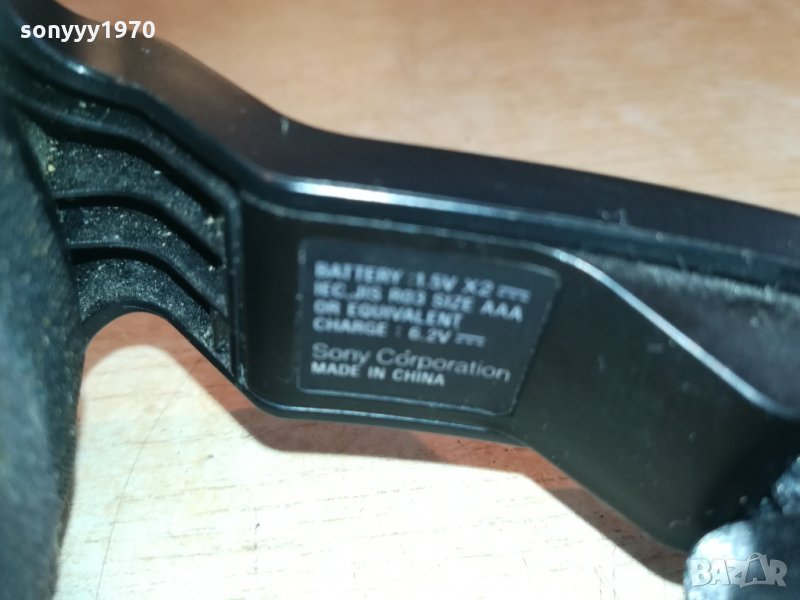 sonyyy1970
BATTERY : 1.5V X2
IEC, JIS R03 SIZE AAA
OR EQUIVALENT
CHARGE : 6.2V
Sony Corporation
MADE IN CHINA
BAZAR